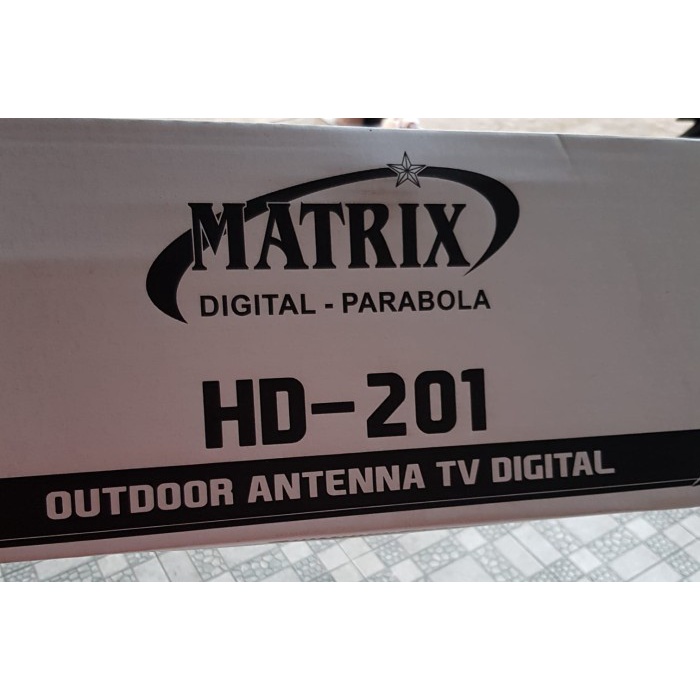 MATRIX
DIGITAL - PARABOLA
HD-201
OUTDOOR ANTENNA TV DIGITAL